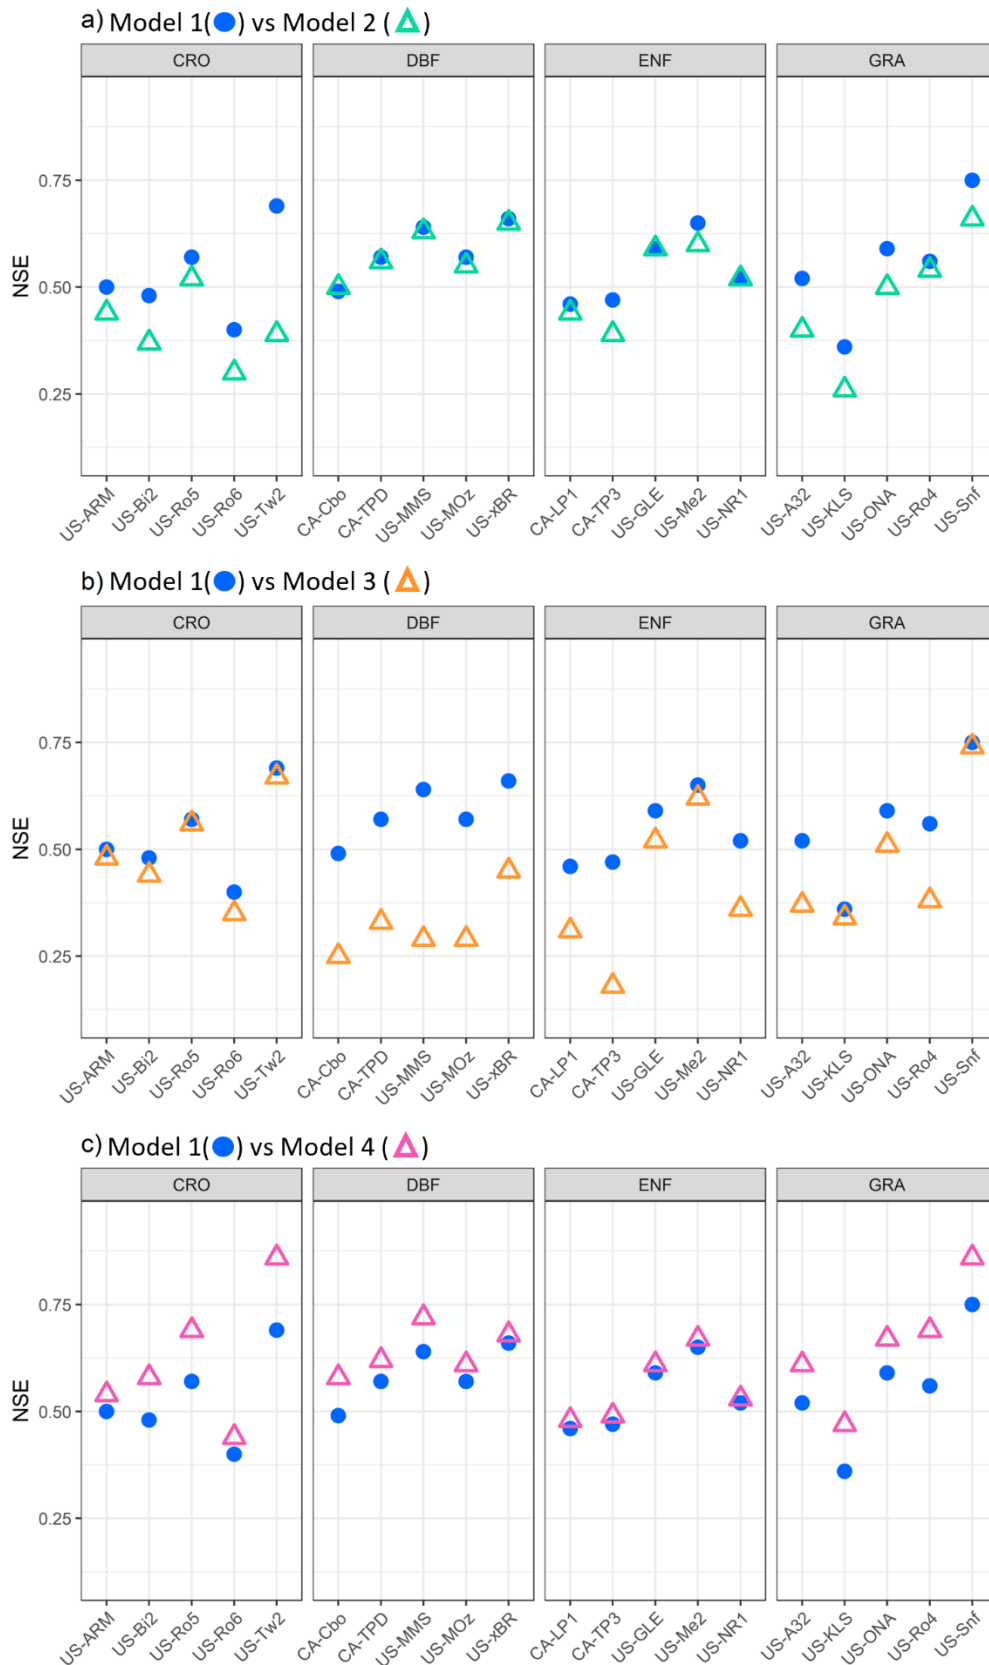 a) Model 1( ) vs Model 2 ( )
CRO DBF ENF GRA
0.75
0.50
0.25
NSE
US-ARM US-Bi2 US-Ro5 US-Ro6 US-Tw2 CA-Cbo CA-TPD US-MMS US-MOz US-xBR CA-LP1 CA-TP3 US-GLE US-Me2 US-NR1 US-A32 US-KLS US-ONA US-Ro4 US-Snf
b) Model 1( ) vs Model 3 ( )
CRO DBF ENF GRA
0.75
0.50
0.25
NSE
US-ARM US-Bi2 US-Ro5 US-Ro6 US-Tw2 CA-Cbo CA-TPD US-MMS US-MOz US-xBR CA-LP1 CA-TP3 US-GLE US-Me2 US-NR1 US-A32 US-KLS US-ONA US-Ro4 US-Snf
c) Model 1( ) vs Model 4 ( )
CRO DBF ENF GRA
0.75
0.50
0.25
NSE
US-ARM US-Bi2 US-Ro5 US-Ro6 US-Tw2 CA-Cbo CA-TPD US-MMS US-MOz US-xBR CA-LP1 CA-TP3 US-GLE US-Me2 US-NR1 US-A32 US-KLS US-ONA US-Ro4 US-Snf